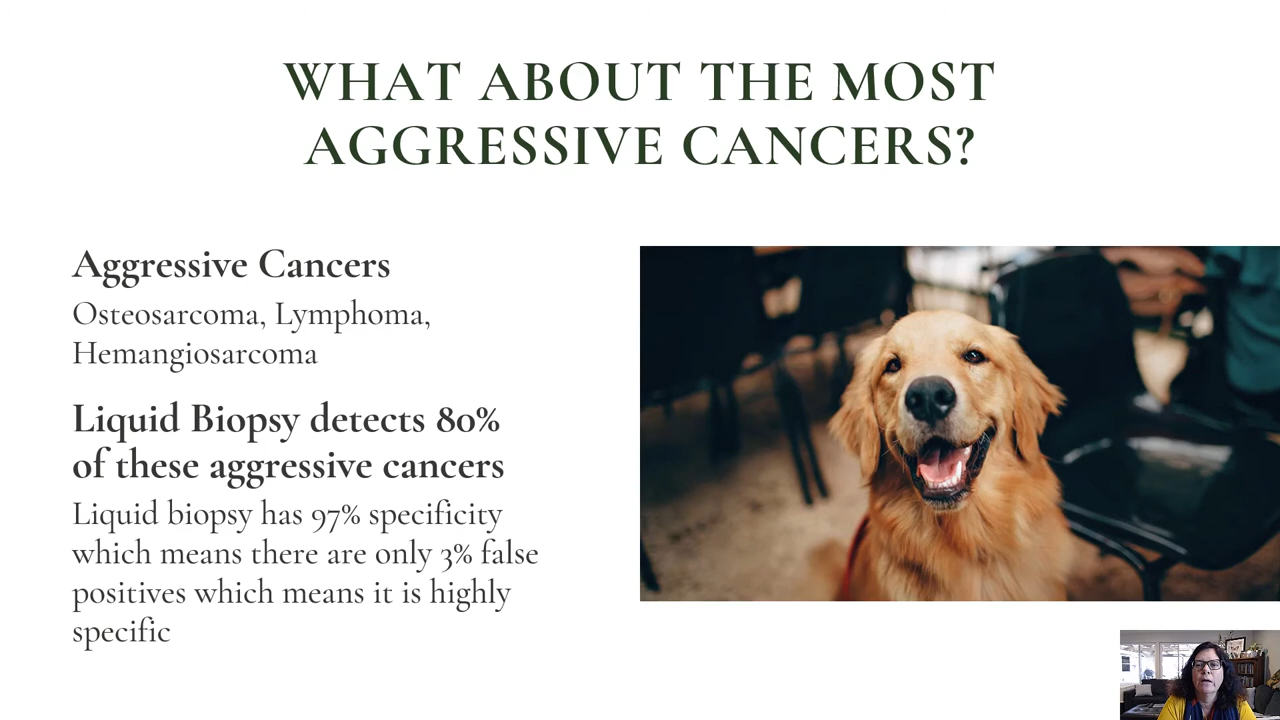 WHAT ABOUT THE MOST
AGGRESSIVE CANCERS?
Aggressive Cancers
Osteosarcoma, Lymphoma,
Hemangiosarcoma
Liquid Biopsy detects 80%
of these aggressive cancers
Liquid biopsy has 97% specificity
which means there are only 3% false
positives which means it is highly
specific